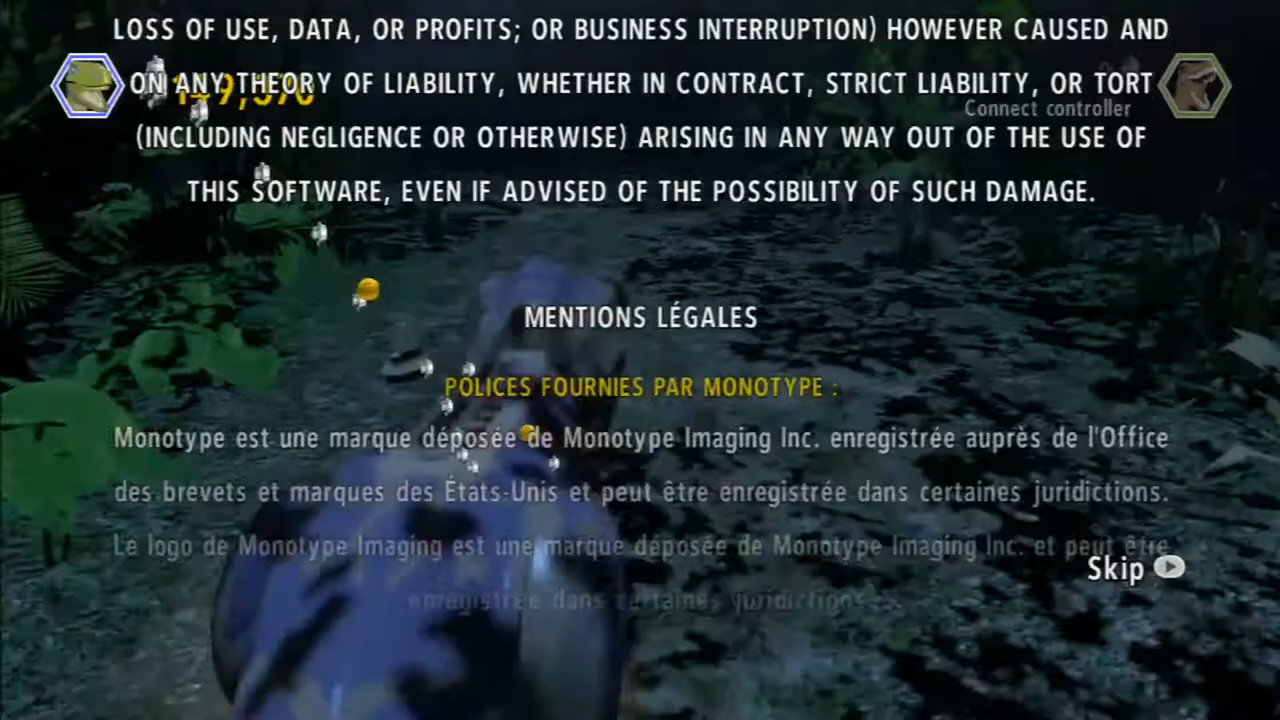 LOSS OF USE, DATA, OR PROFITS; OR BUSINESS INTERRUPTION) HOWEVER CAUSED AND
ON ANY THEORY OF LIABILITY, WHETHER IN CONTRACT, STRICT LIABILITY, OR TORT
Connect controller
(INCLUDING NEGLIGENCE OR OTHERWISE) ARISING IN ANY WAY OUT OF THE USE OF
THIS SOFTWARE, EVEN IF ADVISED OF THE POSSIBILITY OF SUCH DAMAGE.
MENTIONS LÉGALES
POLICES FOURNIES PAR MONOTYPE :
Monotype est une marque déposée de Monotype Imaging Inc. enregistrée auprès de l'Office
des brevets et marques des États-Unis et peut être enregistrée dans certaines juridictions.
Le logo de Monotype Imaging est une marque déposée de Monotype Imaging Inc. et peut être
Skip
enregistrée dans certaines juridictions.